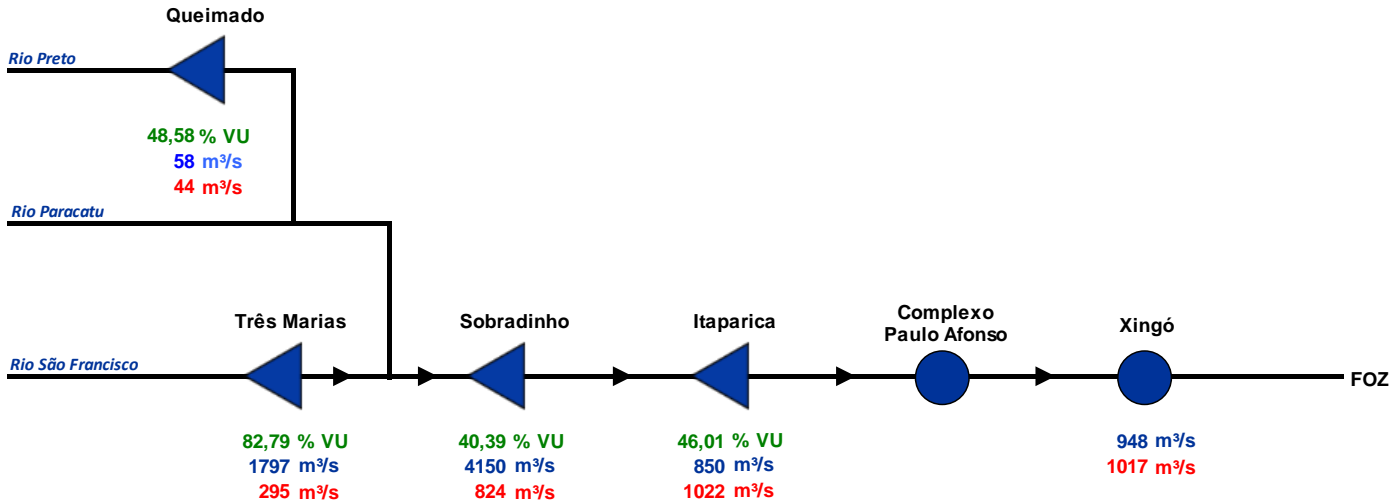 Queimado
Rio Preto
48,58 % VU
58 m³/s
44 m³/s
Rio Paracatu
Três Marias
Sobradinho
Itaparica
Complexo
Paulo Afonso
Xingó
Rio São Francisco
FOZ
82,79 % VU
1797 m³/s
295 m³/s
40,39 % VU
4150 m³/s
824 m³/s
46,01 % VU
850 m³/s
1022 m³/s
948 m³/s
1017 m³/s